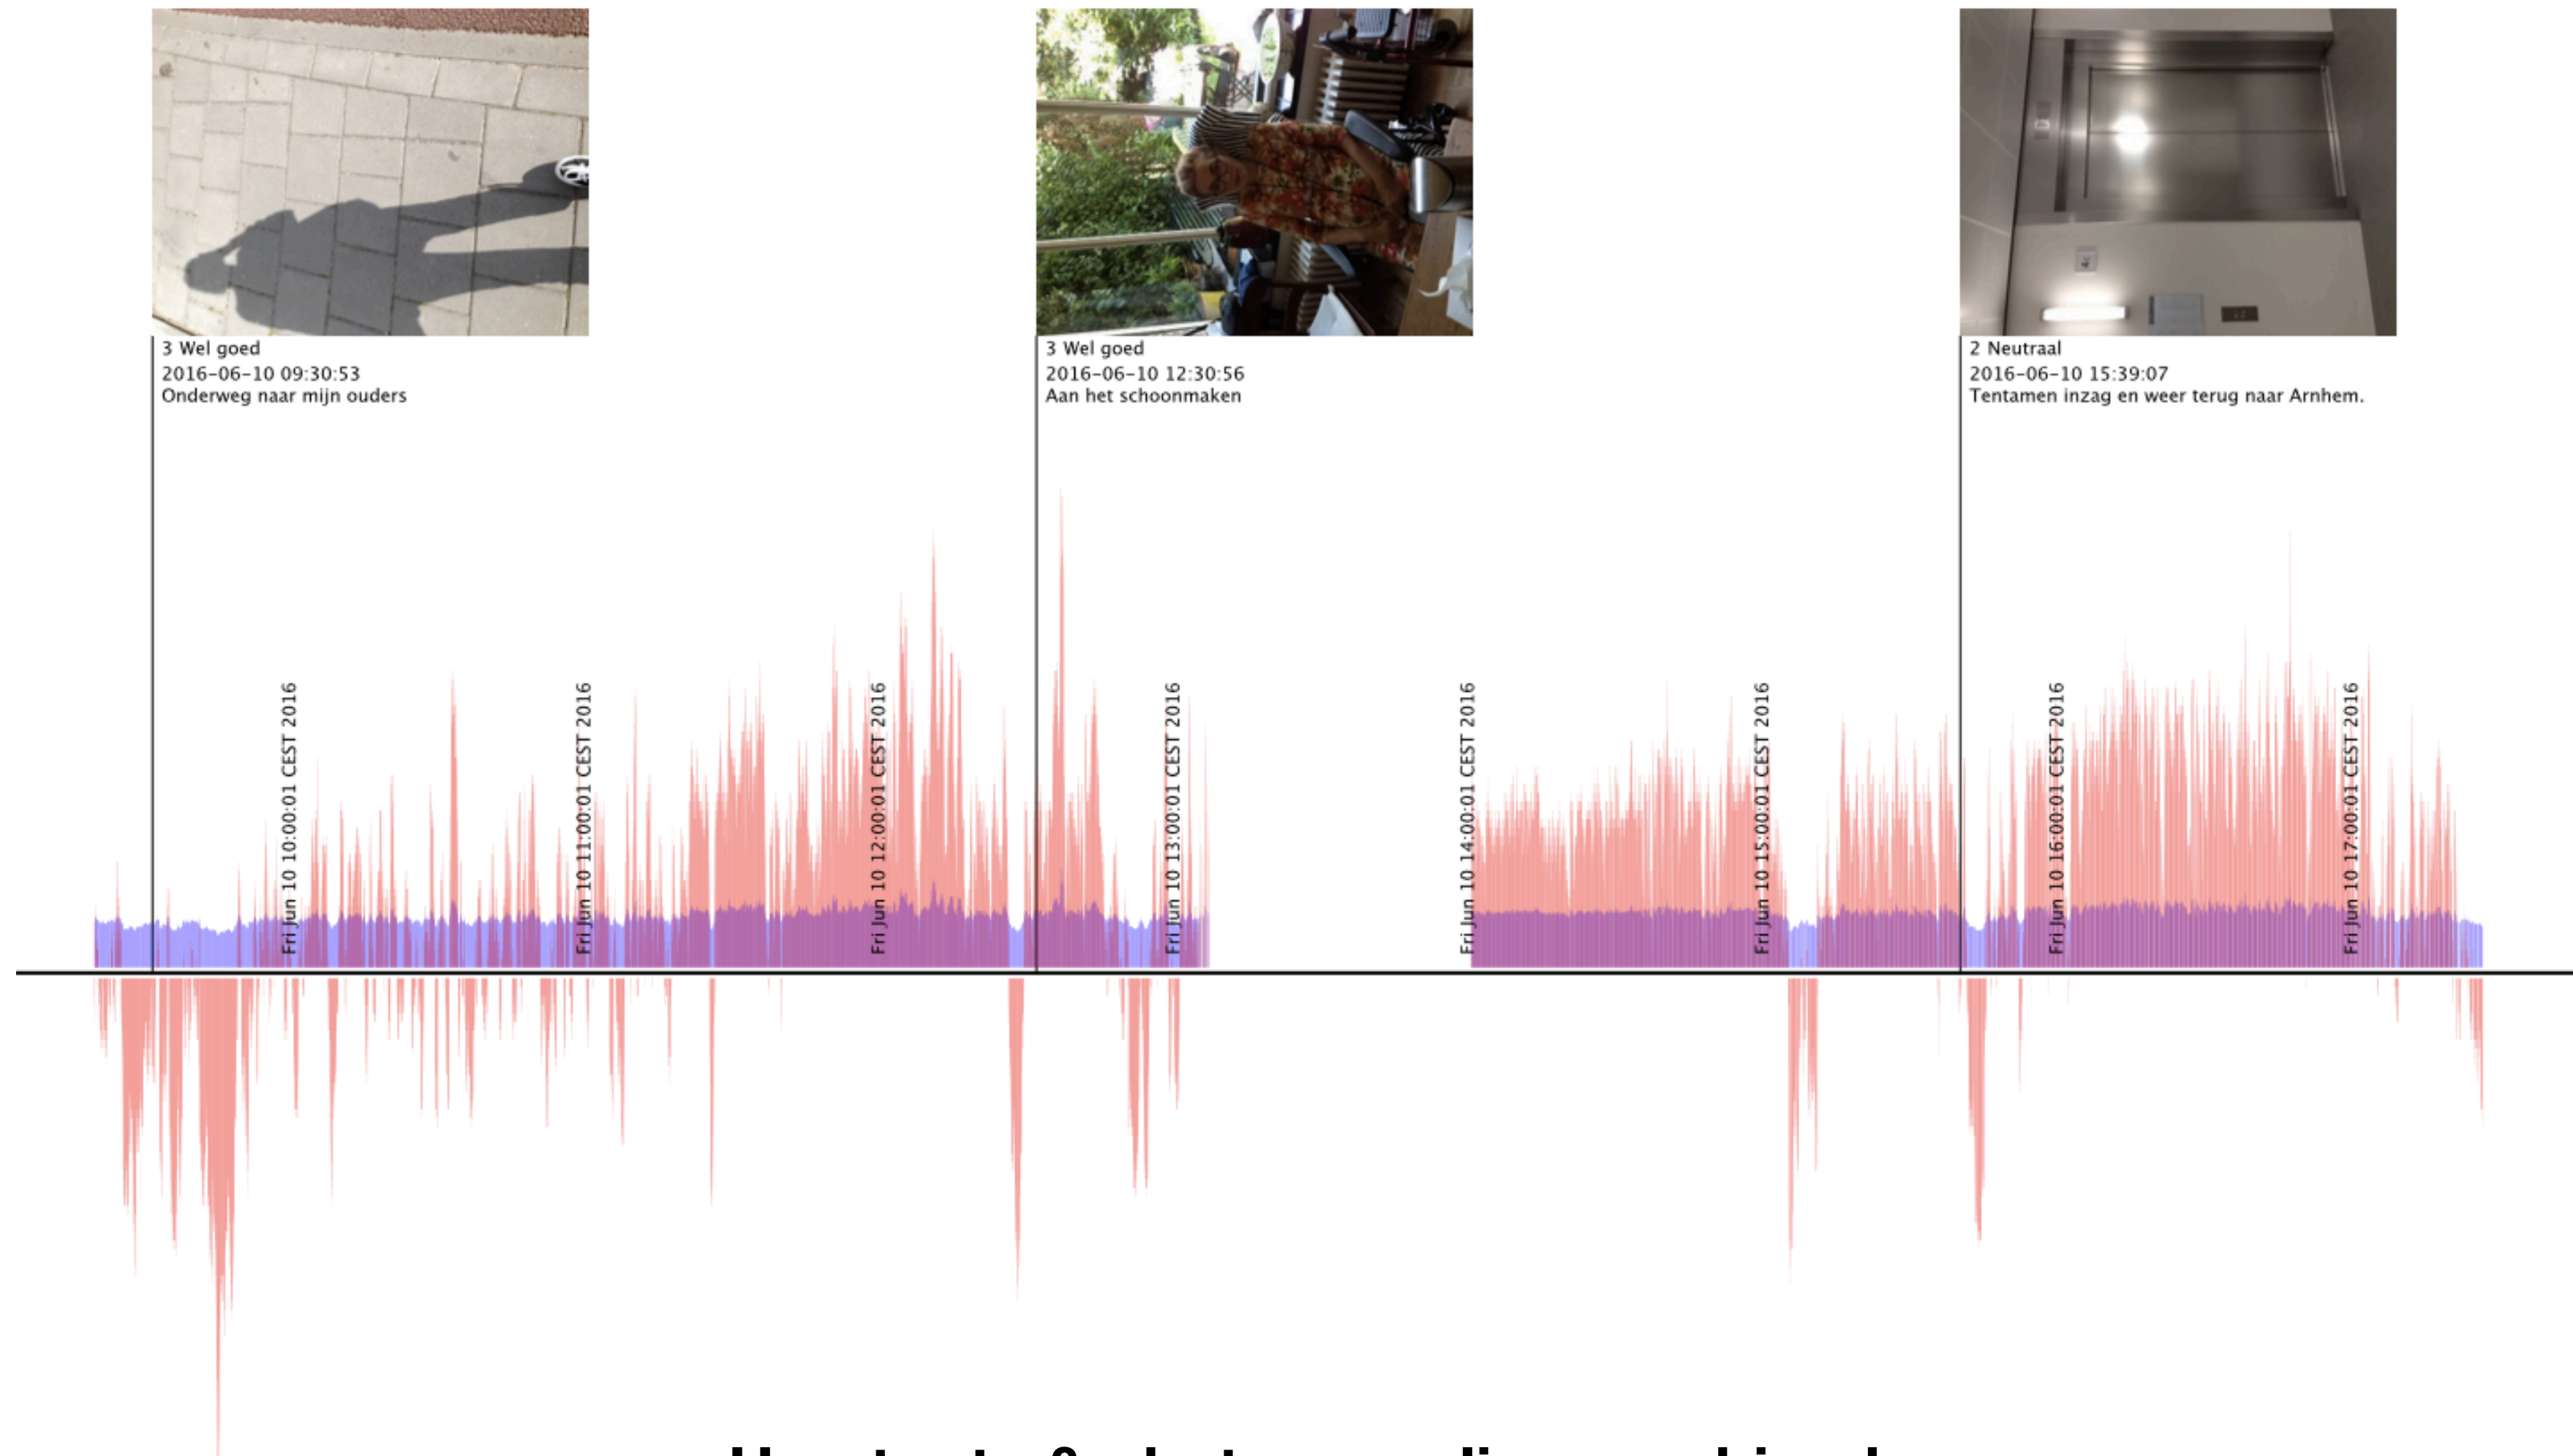 3 Wel goed
2016-06-10 09:30:53
Onderweg naar mijn ouders
3 Wel goed
2016-06-10 12:30:56
Aan het schoonmaken
2 Neutraal
2016-06-10 15:39:07
Tentamen inzag en weer terug naar Arnhem.
Fri Jun 10 10:00:01 CEST 2016
Fri Jun 10 11:00:01 CEST 2016
Fri Jun 10 12:00:01 CEST 2016
Fri Jun 10 13:00:01 CEST 2016
Fri Jun 10 14:00:01 CEST 2016
Fri Jun 10 15:00:01 CEST 2016
Fri Jun 10 16:00:01 CEST 2016
Fri Jun 10 17:00:01 CEST 2016